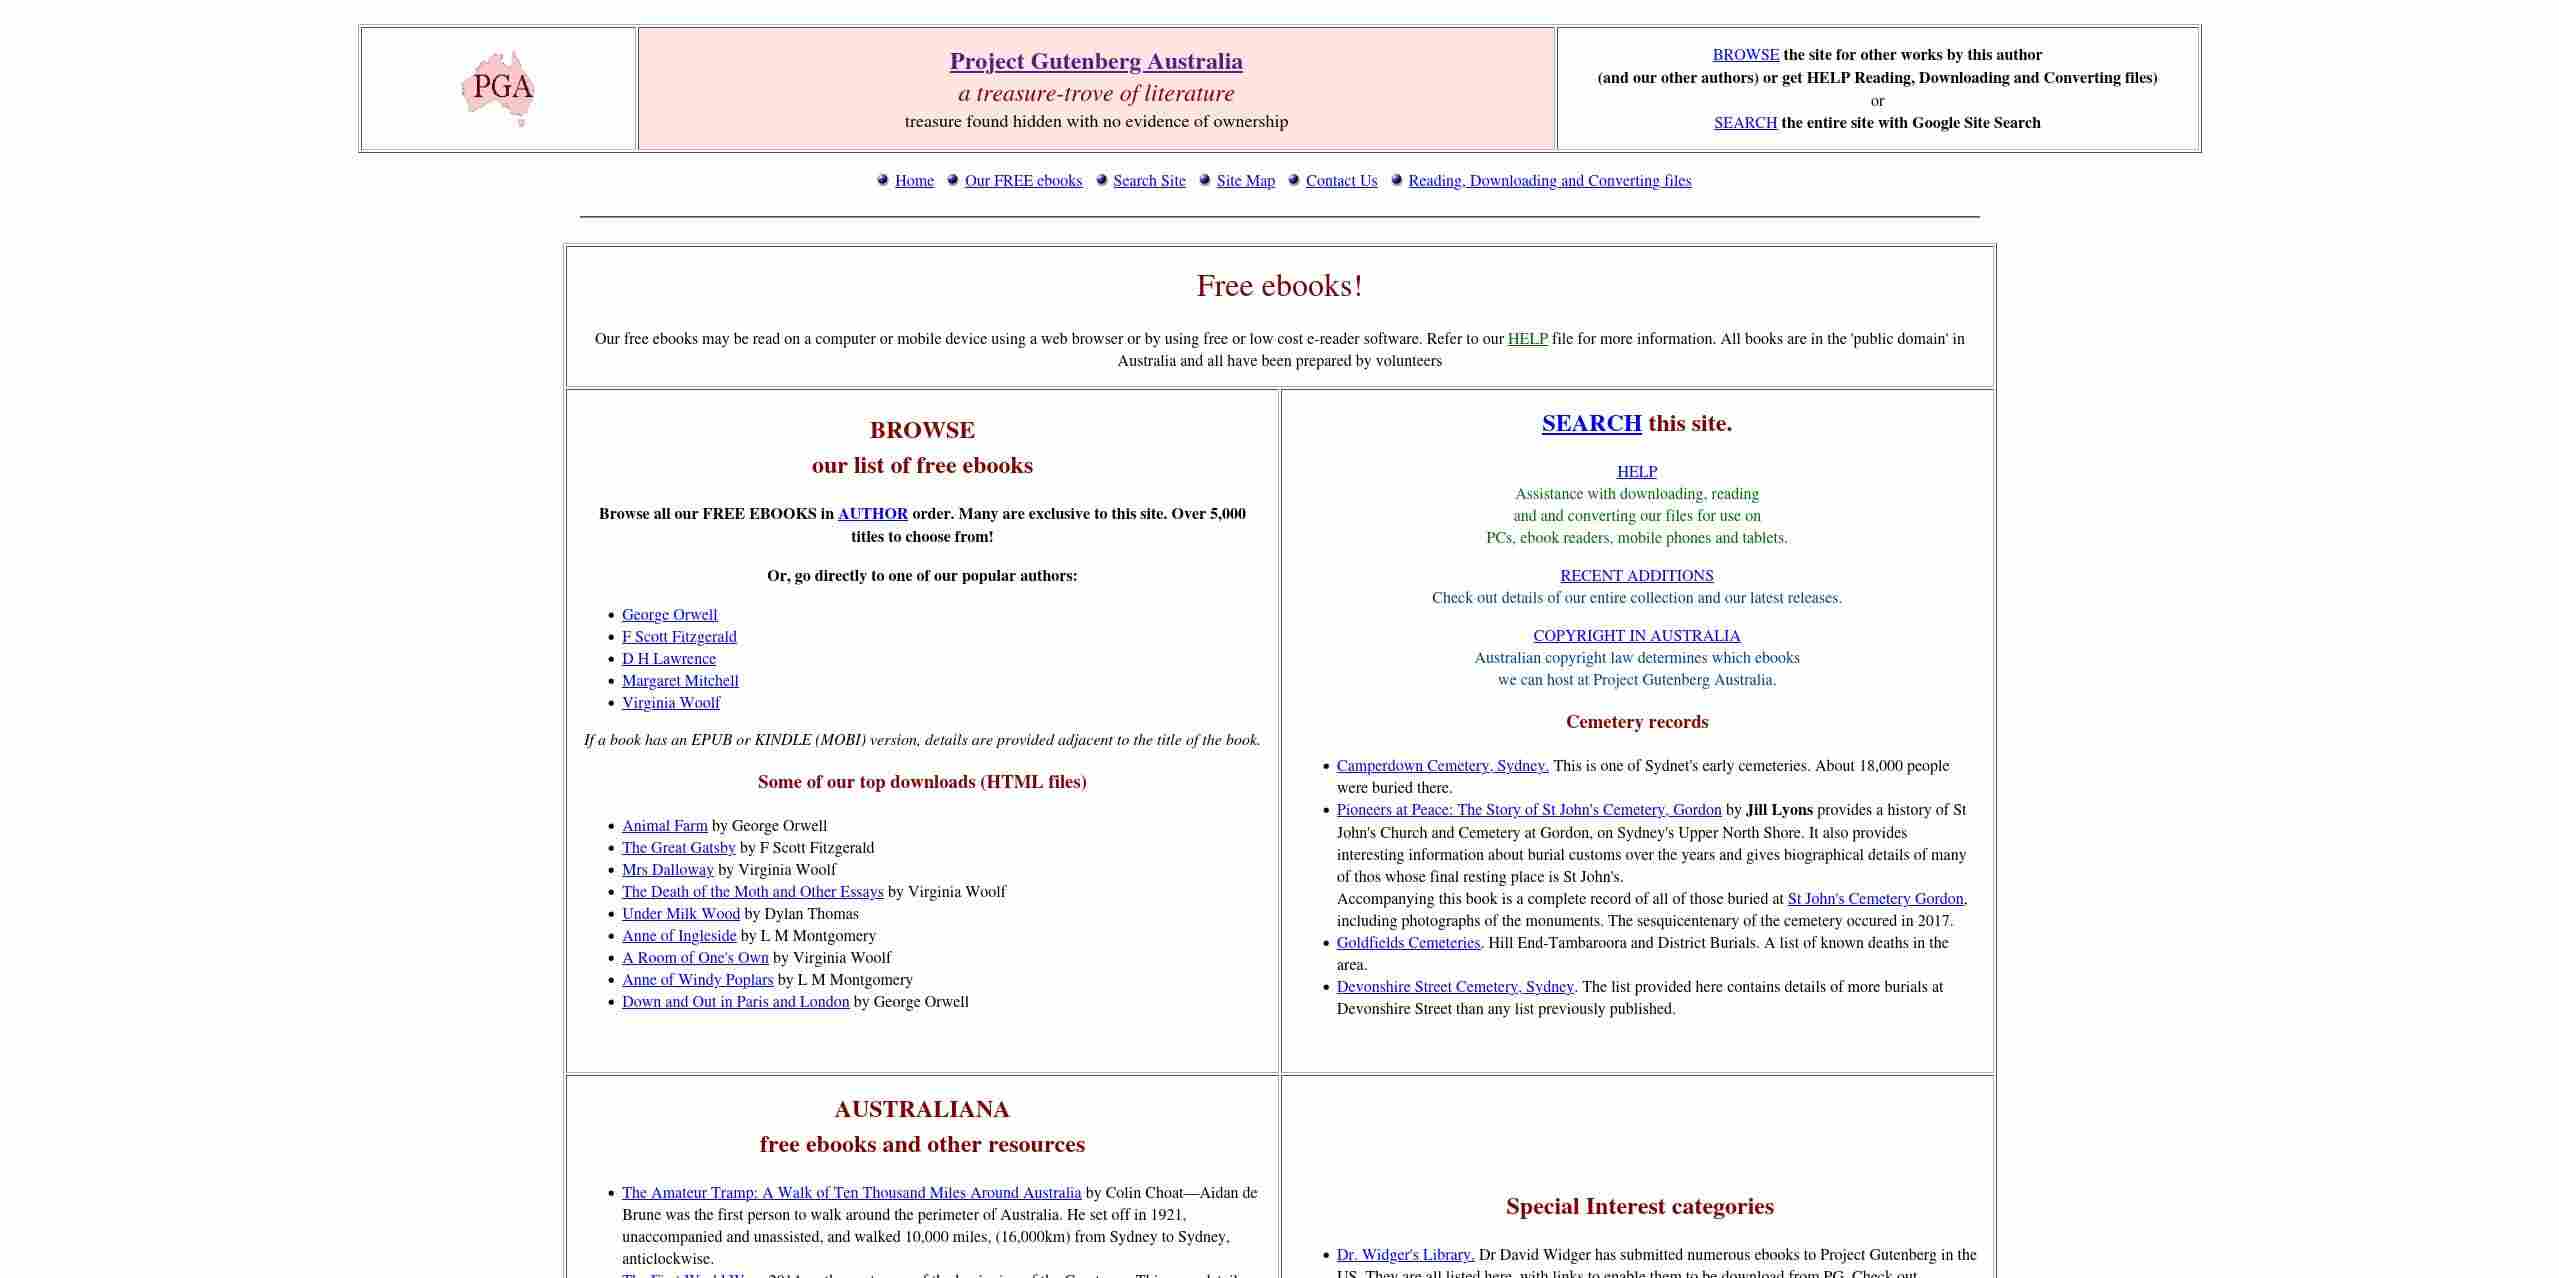 PGA
Project Gutenberg Australia
a treasure-trove of literature
treasure found hidden with no evidence of ownership
BROWSE the site for other works by this author
(and our other authors) or get HELP Reading, Downloading and Converting files)
or
SEARCH the entire site with Google Site Search
Home Our FREE ebooks Search Site Site Map Contact Us Reading, Downloading and Converting files
Free ebooks!
Our free ebooks may be read on a computer or mobile device using a web browser or by using free or low cost e-reader software. Refer to our HELP file for more information. All books are in the 'public domain' in
Australia and all have been prepared by volunteers
BROWSE
our list of free ebooks
Browse all our FREE EBOOKS in AUTHOR order. Many are exclusive to this site. Over 5,000
titles to choose from!
Or, go directly to one of our popular authors:
George Orwell
F Scott Fitzgerald
D H Lawrence
Margaret Mitchell
Virginia Woolf
If a book has an EPUB or KINDLE (MOBI) version, details are provided adjacent to the title of the book.
Some of our top downloads (HTML files)
Animal Farm by George Orwell
The Great Gatsby by F Scott Fitzgerald
Mrs Dalloway by Virginia Woolf
The Death of the Moth and Other Essays by Virginia Woolf
Under Milk Wood by Dylan Thomas
Anne of Ingleside by L M Montgomery
A Room of One's Own by Virginia Woolf
Anne of Windy Poplars by L M Montgomery
Down and Out in Paris and London by George Orwell
SEARCH this site.
HELP
Assistance with downloading, reading
and and converting our files for use on
PCs, ebook readers, mobile phones and tablets.
RECENT ADDITIONS
Check out details of our entire collection and our latest releases.
COPYRIGHT IN AUSTRALIA
Australian copyright law determines which ebooks
we can host at Project Gutenberg Australia.
Cemetery records
Camperdown Cemetery, Sydney. This is one of Sydnet's early cemeteries. About 18,000 people
were buried there.
Pioneers at Peace: The Story of St John's Cemetery, Gordon by Jill Lyons provides a history of St
John's Church and Cemetery at Gordon, on Sydney's Upper North Shore. It also provides
interesting information about burial customs over the years and gives biographical details of many
of thos whose final resting place is St John's.
Accompanying this book is a complete record of all of those buried at St John's Cemetery Gordon,
including photographs of the monuments. The sesquicentenary of the cemetery occured in 2017.
Goldfields Cemeteries. Hill End-Tambaroora and District Burials. A list of known deaths in the
area.
Devonshire Street Cemetery, Sydney. The list provided here contains details of more burials at
Devonshire Street than any list previously published.
AUSTRALIANA
free ebooks and other resources
The Amateur Tramp: A Walk of Ten Thousand Miles Around Australia by Colin Choat—Aidan de
Brune was the first person to walk around the perimeter of Australia. He set off in 1921,
unaccompanied and unassisted, and walked 10,000 miles, (16,000km) from Sydney to Sydney,
anticlockwise.
Special Interest categories
Dr. Widger's Library. Dr David Widger has submitted numerous ebooks to Project Gutenberg in the
US. They are all listed here, with links to enable them to be download from PG. Check out